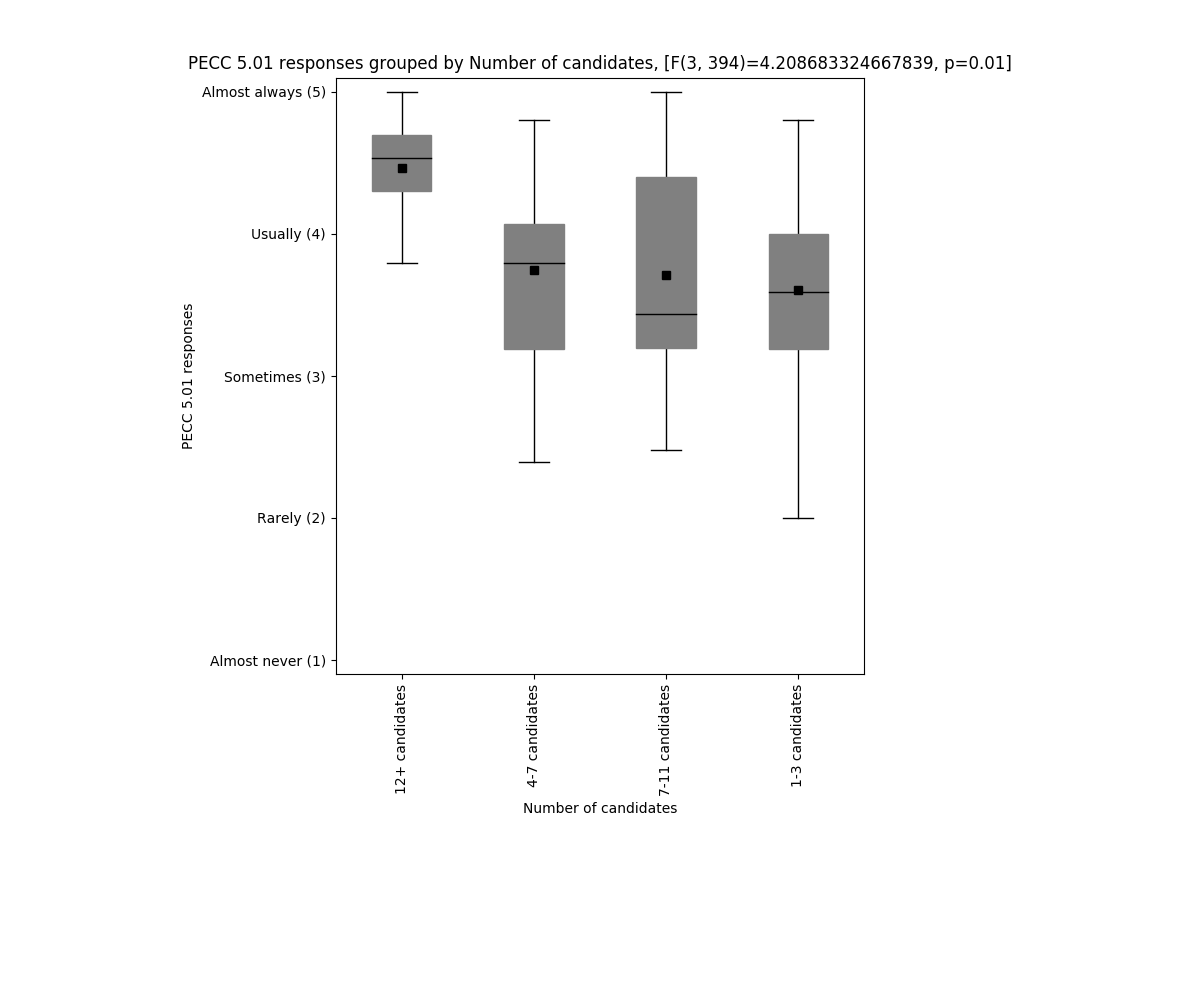 PECC 5.01 responses grouped by Number of candidates, [F(3, 394)=4.208683324667839, p=0.01]
Almost always (5)
Usually (4)
Sometimes (3)
Rarely (2)
Almost never (1)
PECC 5.01 responses
12+ candidates
4-7 candidates
7-11 candidates
1-3 candidates
Number of candidates